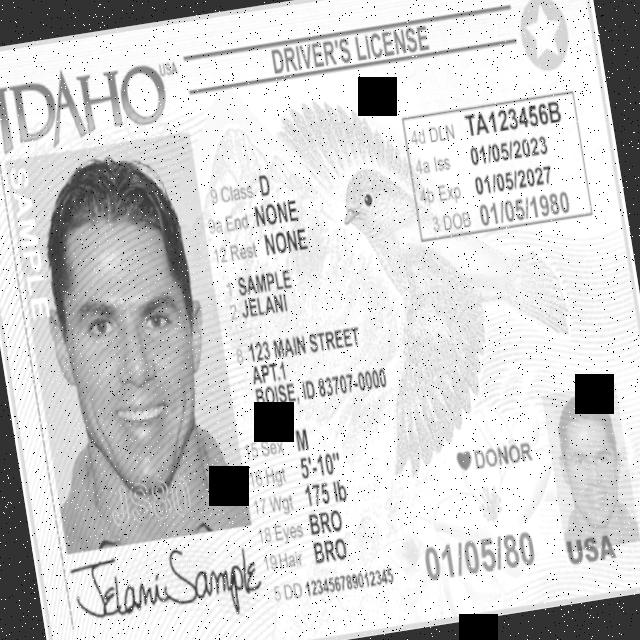 IDAHO USA
DRIVER'S LICENSE
4d DLN TA123456B
4a Iss 01/05/2023
4b Exp 01/05/2027
3 DOB 01/05/1980
SAMPLE
9 Class D
9a End NONE
12 Rest NONE
1 SAMPLE
2 JELANI
8 123 MAIN STREET
APT.1
BOISE, ID 83707-0000
15 Sex M
16 Hgt 5'-10"
17 Wgt 175 lb
18 Eyes BRO
19 Hair BRO
5 DD 123456789012345
DONOR
01/05/80
USA
Jelani Sample